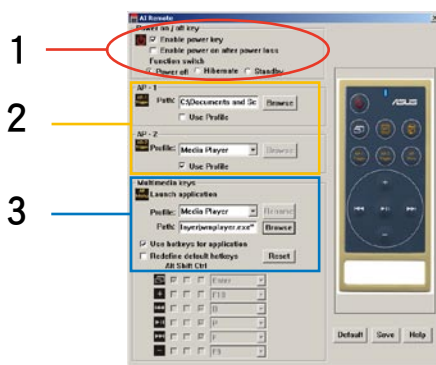 AI Remote
Power on / off key
Enable power key
Enable power on after power loss
Function switch
Power off Hibernate Standby
1
AP - 1
Path: C:\Documents and Se Browse
Use Profile
2
AP - 2
Profile: Media Player Browse
Use Profile
Multimedia keys
Launch application
3
Profile: Media Player Rename
Path: layer\wmplayer.exe" Browse
Use hotkeys for application
Redefine default hotkeys Reset
Alt Shift Ctrl
Enter
F10
B
P
F
F9
ASUS
Default Save Help